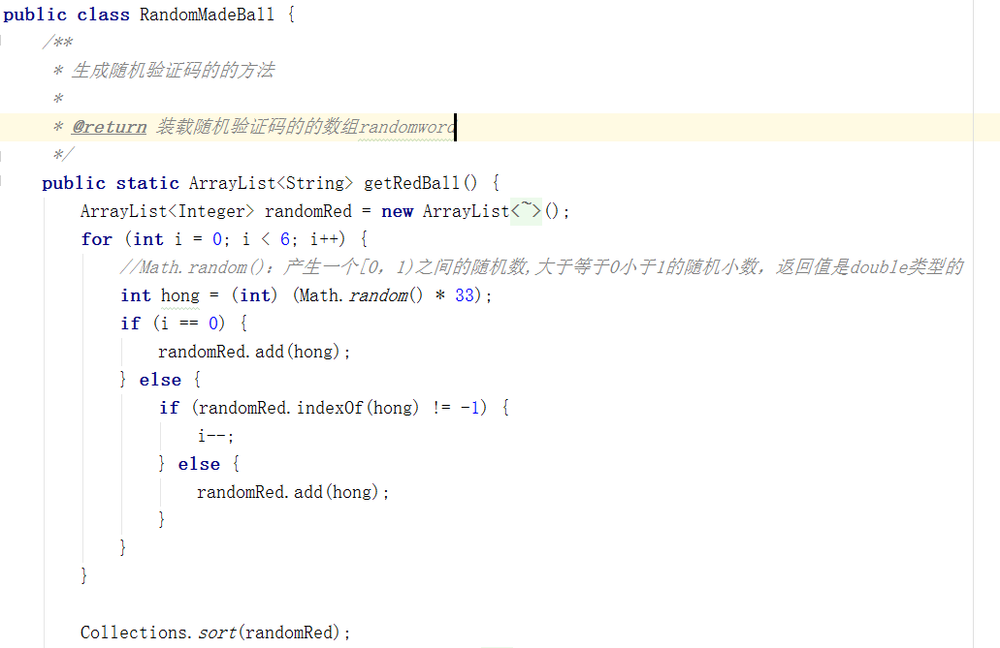 public class RandomMadeBall {
/**
* 生成随机验证码的的方法
*
* @return 装载随机验证码的的数组randomword
*/
public static ArrayList<String> getRedBall() {
ArrayList<Integer> randomRed = new ArrayList<~>();
for (int i = 0; i < 6; i++) {
//Math.random()：产生一个[0，1)之间的随机数,大于等于0小于1的随机小数，返回值是double类型的
int hong = (int) (Math.random() * 33);
if (i == 0) {
randomRed.add(hong);
} else {
if (randomRed.indexOf(hong) != -1) {
i--;
} else {
randomRed.add(hong);
}
}
}
Collections.sort(randomRed);